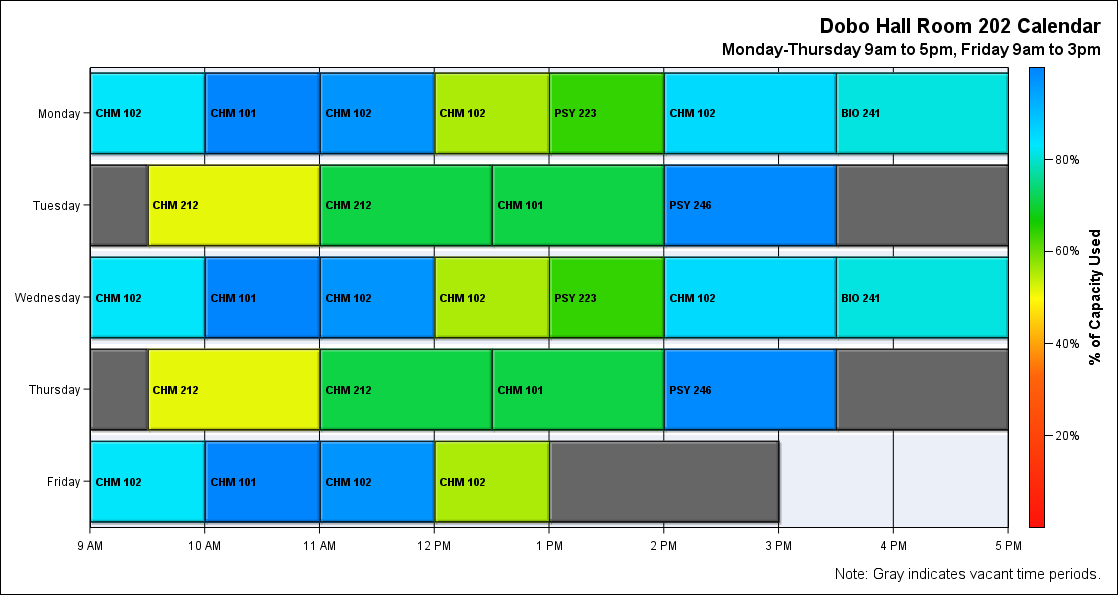 Dobo Hall Room 202 Calendar
Monday-Thursday 9am to 5pm, Friday 9am to 3pm
Monday
CHM 102
CHM 101
CHM 102
CHM 102
PSY 223
CHM 102
BIO 241
Tuesday
CHM 212
CHM 212
CHM 101
PSY 246
Wednesday
CHM 102
CHM 101
CHM 102
CHM 102
PSY 223
CHM 102
BIO 241
Thursday
CHM 212
CHM 212
CHM 101
PSY 246
Friday
CHM 102
CHM 101
CHM 102
CHM 102
9 AM
10 AM
11 AM
12 PM
1 PM
2 PM
3 PM
4 PM
5 PM
80%
60%
40%
20%
% of Capacity Used
Note: Gray indicates vacant time periods.